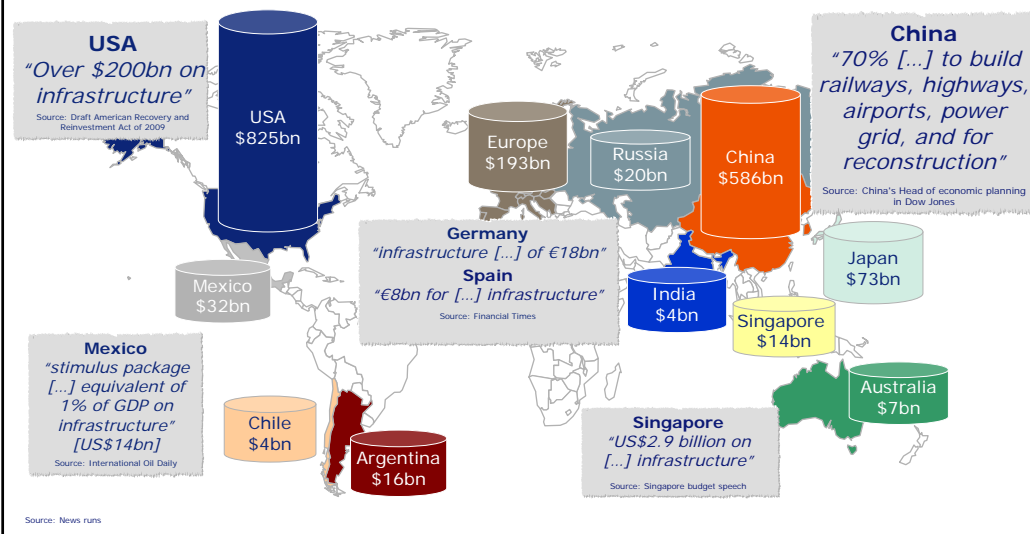 USA
“Over $200bn on
infrastructure”
Source: Draft American Recovery and
Reinvestment Act of 2009
USA
$825bn
Europe
$193bn
Russia
$20bn
China
$586bn
China
“70% […] to build
railways, highways,
airports, power
grid, and for
reconstruction”
Source: China's Head of economic planning
in Dow Jones
Germany
“infrastructure […] of €18bn”
Spain
“€8bn for […] infrastructure”
Source: Financial Times
Mexico
$32bn
India
$4bn
Japan
$73bn
Singapore
$14bn
Mexico
“stimulus package
[…] equivalent of
1% of GDP on
infrastructure”
[US$14bn]
Source: International Oil Daily
Chile
$4bn
Argentina
$16bn
Singapore
“US$2.9 billion on
[…] infrastructure”
Source: Singapore budget speech
Australia
$7bn
Source: News runs